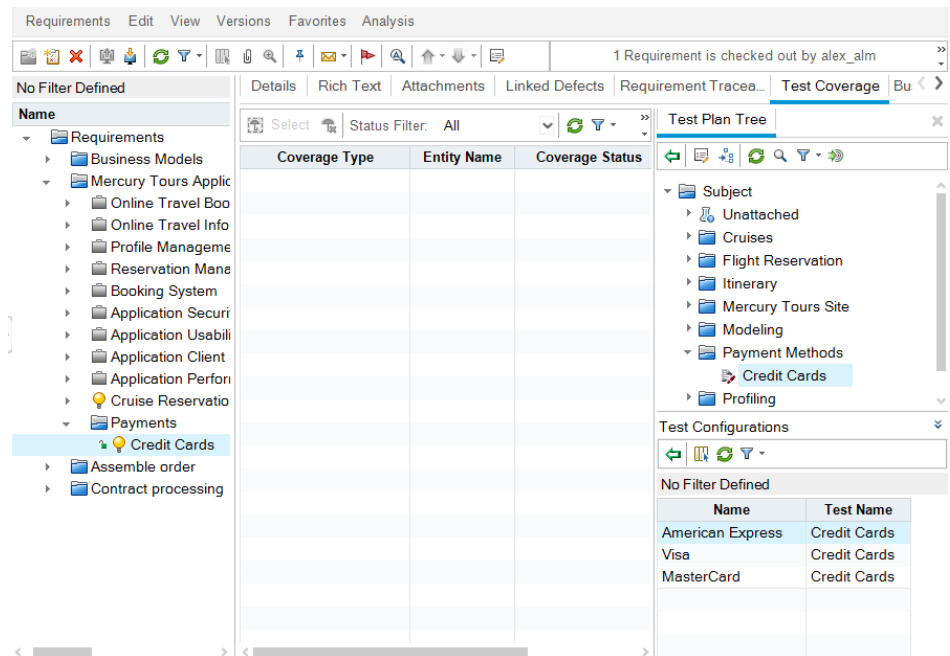 Requirements Edit View Versions Favorites Analysis
1 Requirement is checked out by alex_alm
No Filter Defined
Name
Requirements
Business Models
Mercury Tours Applic
Online Travel Boo
Online Travel Info
Profile Manageme
Reservation Mana
Booking System
Application Securi
Application Usabili
Application Client
Application Perfor
Cruise Reservatio
Payments
Credit Cards
Assemble order
Contract processing
Details Rich Text Attachments Linked Defects Requirement Tracea... Test Coverage Bu
Select Status Filter: All
Coverage Type Entity Name Coverage Status
Test Plan Tree
Subject
Unattached
Cruises
Flight Reservation
Itinerary
Mercury Tours Site
Modeling
Payment Methods
Credit Cards
Profiling
Test Configurations
No Filter Defined
Name Test Name
American Express Credit Cards
Visa Credit Cards
MasterCard Credit Cards